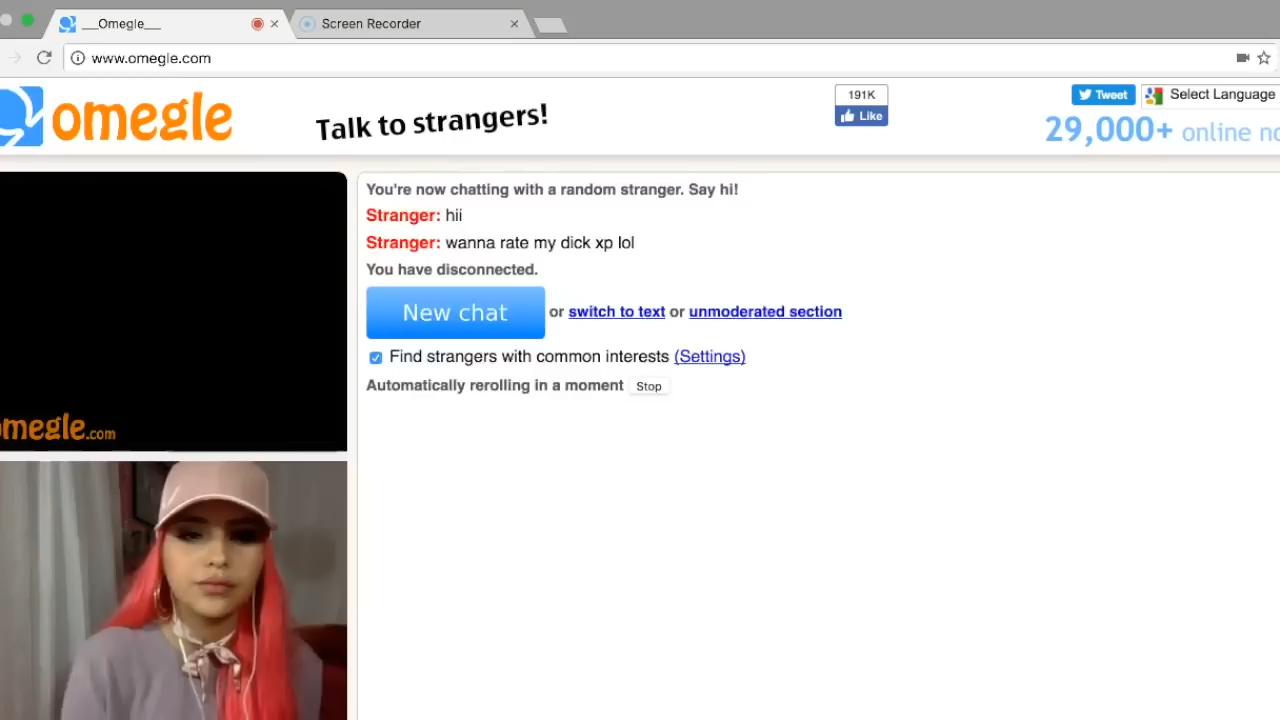 __Omegle__
Screen Recorder
www.omegle.com
omegle
Talk to strangers!
191K
Like
Tweet
Select Language
29,000+ online no
You're now chatting with a random stranger. Say hi!
Stranger: hii
Stranger: wanna rate my dick xp lol
You have disconnected.
New chat or switch to text or unmoderated section
Find strangers with common interests (Settings)
Automatically rerolling in a moment Stop
omegle.com